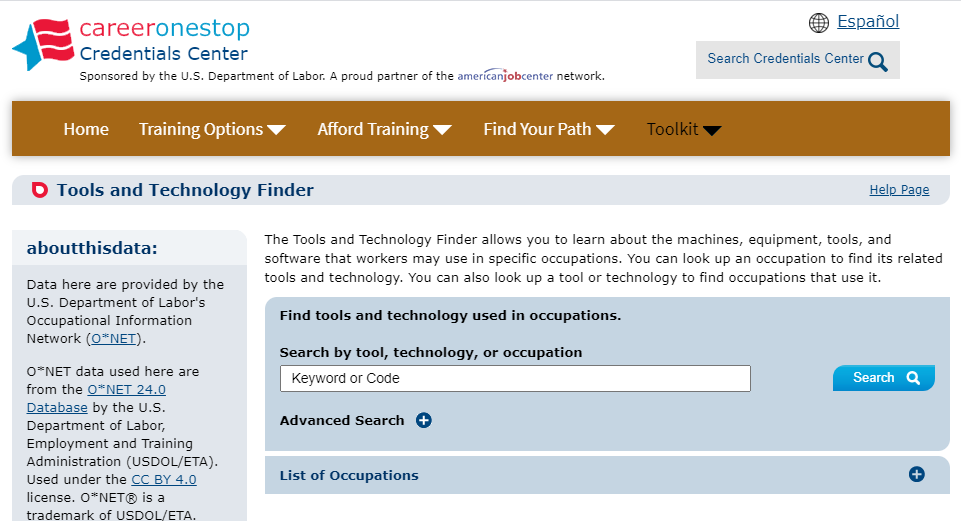 careeronestop
Credentials Center
Sponsored by the U.S. Department of Labor. A proud partner of the americanjobcenter network.
Español
Search Credentials Center
Home Training Options Afford Training Find Your Path Toolkit
Tools and Technology Finder
Help Page
aboutthisdata:
Data here are provided by the
U.S. Department of Labor's
Occupational Information
Network (O*NET).
O*NET data used here are
from the O*NET 24.0
Database by the U.S.
Department of Labor,
Employment and Training
Administration (USDOL/ETA).
Used under the CC BY 4.0
license. O*NET® is a
trademark of USDOL/ETA.
The Tools and Technology Finder allows you to learn about the machines, equipment, tools, and
software that workers may use in specific occupations. You can look up an occupation to find its related
tools and technology. You can also look up a tool or technology to find occupations that use it.
Find tools and technology used in occupations.
Search by tool, technology, or occupation
Keyword or Code
Search
Advanced Search
List of Occupations